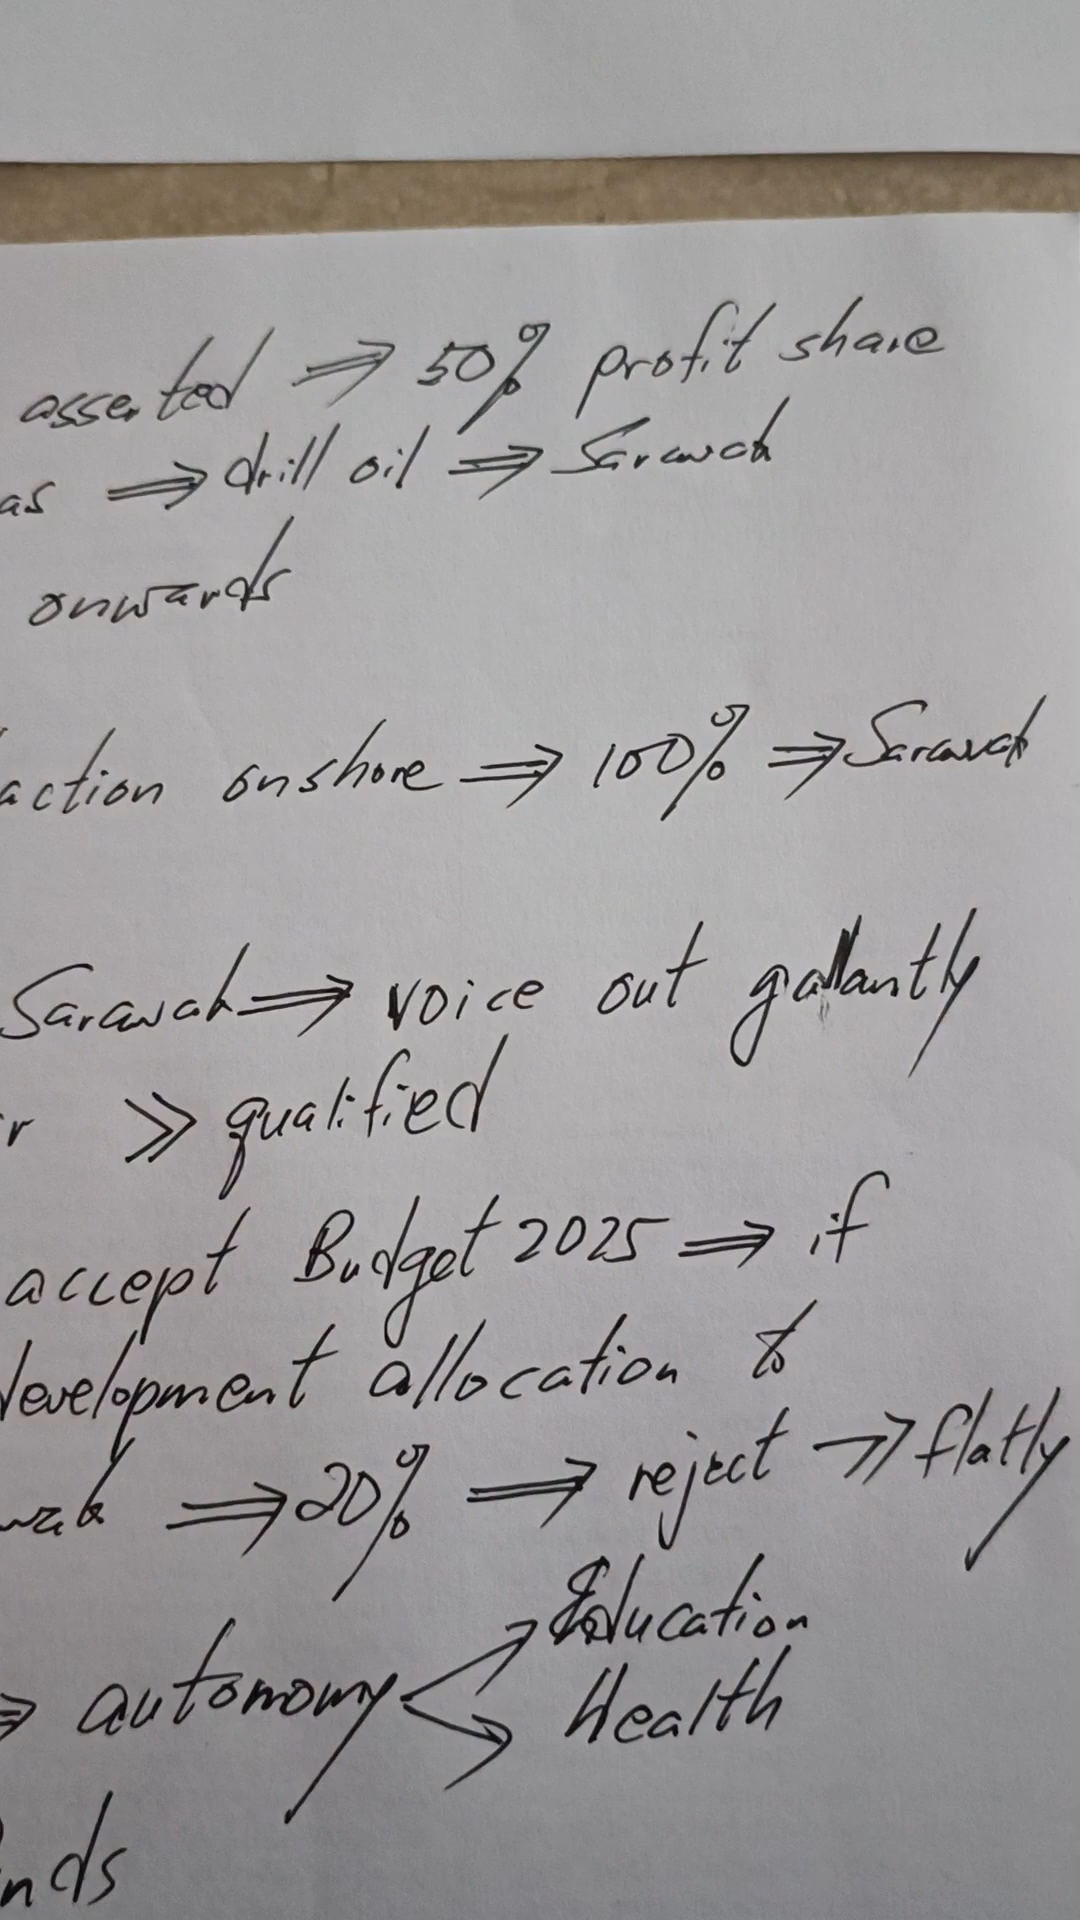 asserted ⇒ 50% profit share
as ⇒ drill oil ⇒ Sarawak
onwards
action onshore ⇒ 100% ⇒ Sarawak
Sarawak ⇒ voice out gallantly
r >> qualified
accept Budget 2025 ⇒ if
development allocation to
wak ⇒ 20% ⇒ reject ⇒ flatly
⇒ autonomy Education
Health
nds